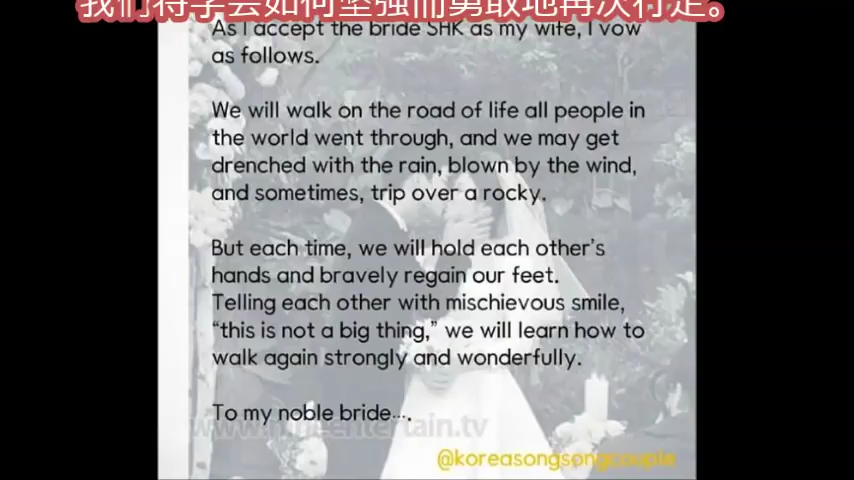 我们将学会如何坚强而勇敢地再次行走。
As I accept the bride SHK as my wife, I vow
as follows.
We will walk on the road of life all people in
the world went through, and we may get
drenched with the rain, blown by the wind,
and sometimes, trip over a rocky.
But each time, we will hold each other's
hands and bravely regain our feet.
Telling each other with mischievous smile,
“this is not a big thing,” we will learn how to
walk again strongly and wonderfully.
To my noble bride….
@koreasongsongcouple